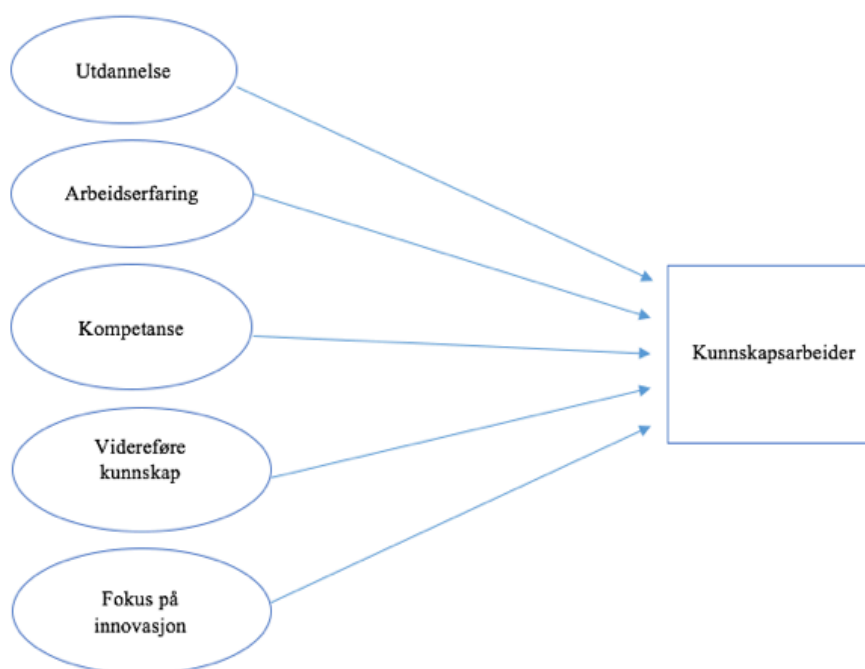 Utdannelse
Arbeidserfaring
Kompetanse
Videreføre
kunnskap
Fokus på
innovasjon
Kunnskapsarbeider